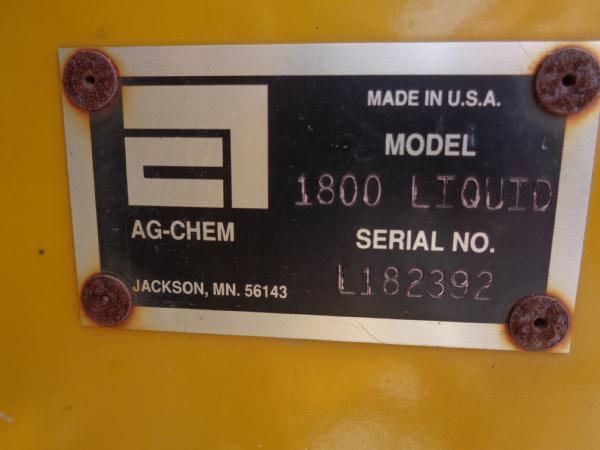 MADE IN U.S.A.
MODEL
1800 LIQUID
AG-CHEM
SERIAL NO.
JACKSON, MN. 56143
L182392